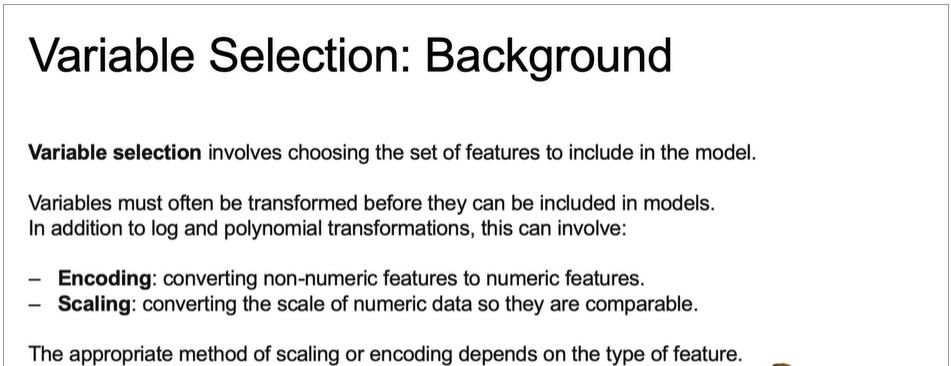 Variable Selection: Background
Variable selection involves choosing the set of features to include in the model.
Variables must often be transformed before they can be included in models.
In addition to log and polynomial transformations, this can involve:
– Encoding: converting non-numeric features to numeric features.
– Scaling: converting the scale of numeric data so they are comparable.
The appropriate method of scaling or encoding depends on the type of feature.